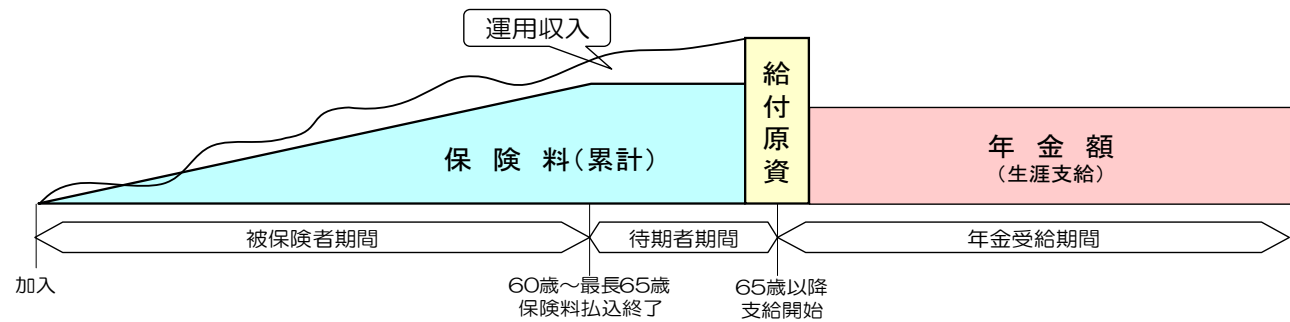 運用収入
給付原資
保険料(累計)
年金額
(生涯支給)
被保険者期間
待期者期間
年金受給期間
加入
60歳～最長65歳
保険料払込終了
65歳以降
支給開始